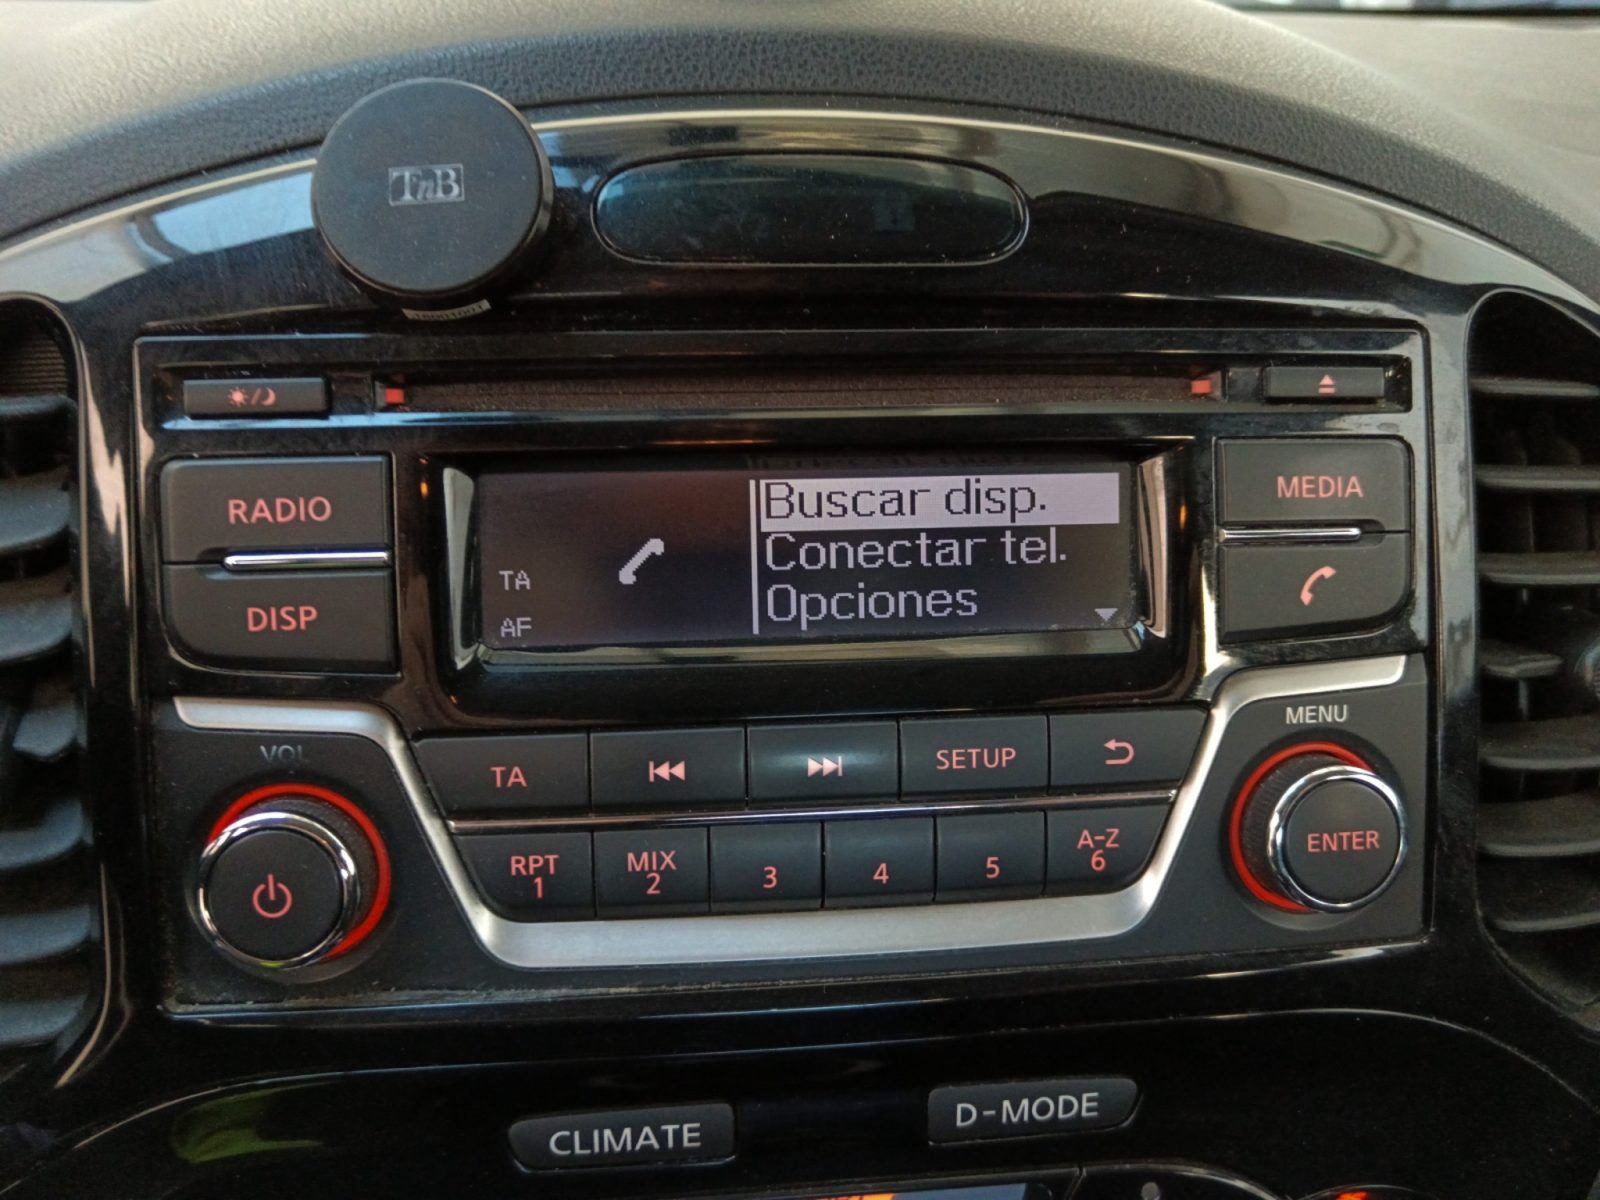 TnB
RADIO
DISP
TA
AF
Buscar disp.
Conectar tel.
Opciones
MEDIA
VOL
TA
SETUP
MENU
RPT
1
MIX
2
3
4
5
A-Z
6
ENTER
CLIMATE
D-MODE